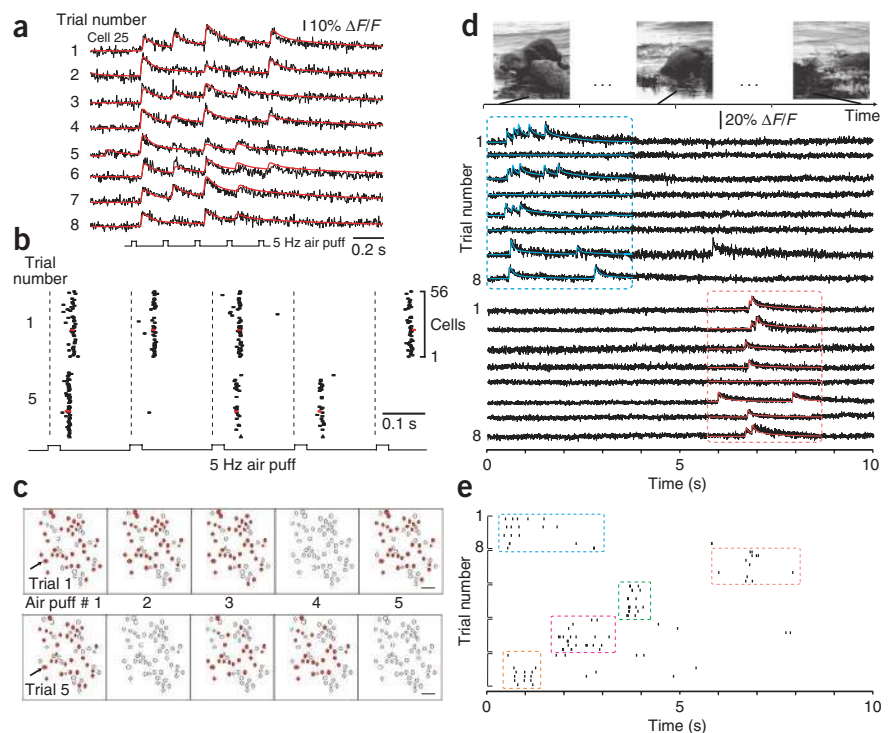 a
Trial number
Cell 25
10% ΔF/F
1
2
3
4
5
6
7
8
5 Hz air puff
0.2 s
b
Trial
number
1
5
56
Cells
1
0.1 s
5 Hz air puff
c
Trial 1
Air puff # 1 2 3 4 5
Trial 5
d
... ...
Time
20% ΔF/F
1
Trial number
8
1
Trial number
8
0 5 10
Time (s)
e
1
8
Trial number
0 5 10
Time (s)